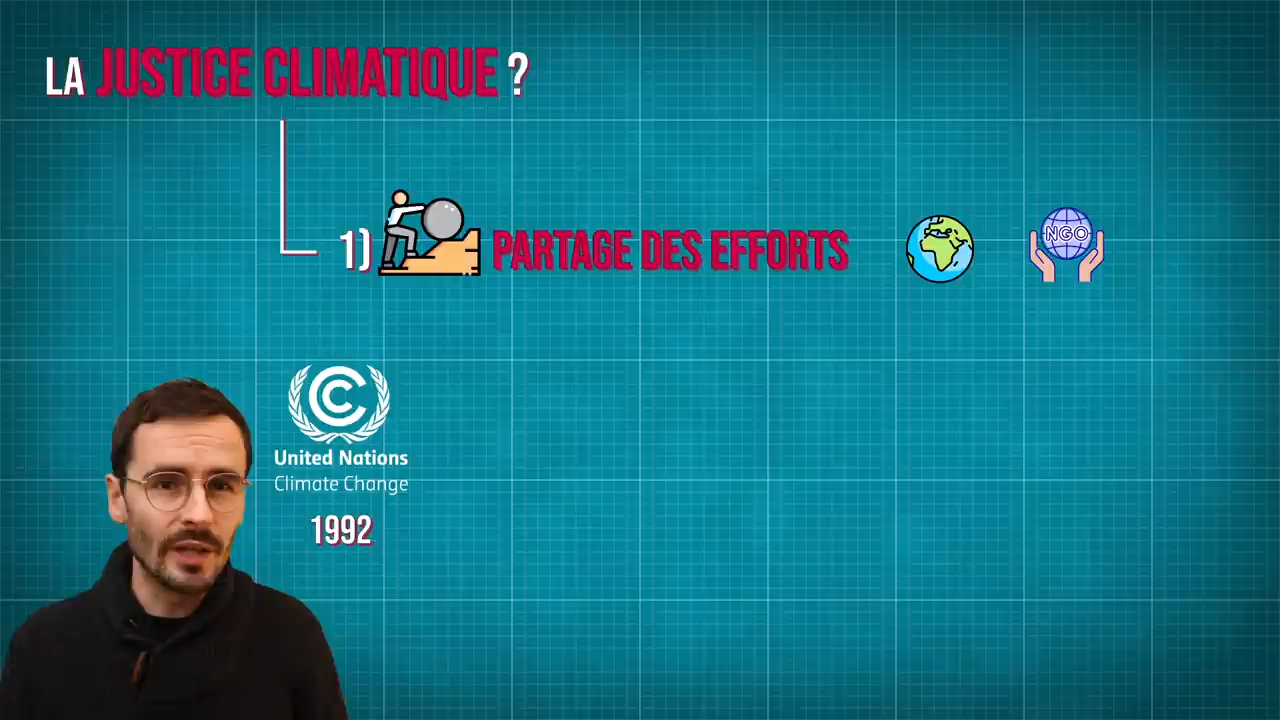 LA JUSTICE CLIMATIQUE ?
1) PARTAGE DES EFFORTS
NGO
United Nations
Climate Change
1992